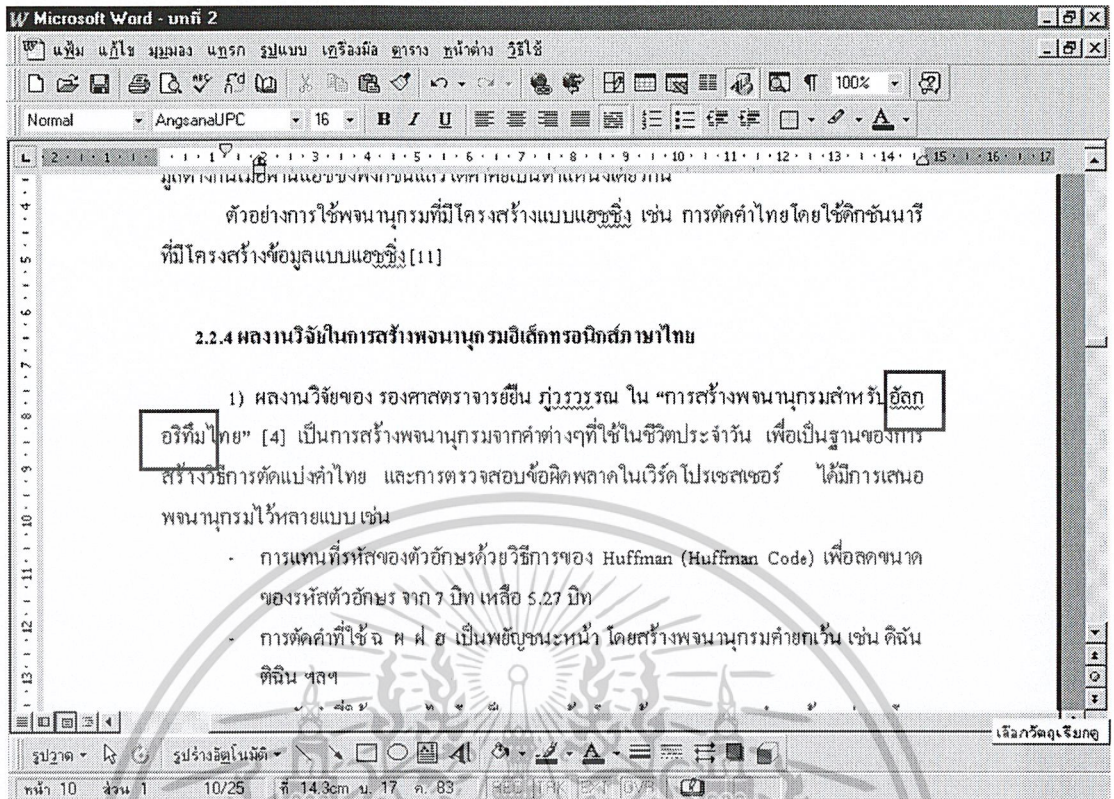 Microsoft Word - บทที่ 2
แฟ้ม แก้ไข มุมมอง แทรก รูปแบบ เครื่องมือ ตาราง หน้าต่าง วิธีใช้
100%
Normal AngsanaUPC 16 B I U
2 1 1 2 3 4 5 6 7 8 9 10 11 12 13 14 15 16 17
ตัวอย่างการใช้พจนานุกรมที่มีโครงสร้างแบบแฮชชิ่ง เช่น การตัดคำไทยโดยใช้ดิกชันนารี
ที่มีโครงสร้างข้อมูลแบบแฮชชิ่ง [11]
2.2.4 ผลงานวิจัยในการสร้างพจนานุกรมอิเล็กทรอนิกส์ภาษาไทย
1) ผลงานวิจัยของ รองศาสตราจารย์ยืน ภู่วรวรรณ ใน “การสร้างพจนานุกรมสำหรับอัลก
อริทึมไทย” [4] เป็นการสร้างพจนานุกรมจากคำต่างๆที่ใช้ในชีวิตประจำวัน เพื่อเป็นฐานของการ
สร้างวิธีการตัดแบ่งคำไทย และการตรวจสอบข้อผิดพลาดในเวิร์ดโปรเซสเซอร์ ได้มีการเสนอ
พจนานุกรมไว้หลายแบบ เช่น
- การแทนที่รหัสของตัวอักษรด้วยวิธีการของ Huffman (Huffman Code) เพื่อลดขนาด
ของรหัสตัวอักษร จาก 7 บิท เหลือ 5.27 บิท
- การตัดคำที่ใช้ ฉ ผ ฝ ฮ เป็นพยัญชนะหน้า โดยสร้างพจนานุกรมคำยกเว้น เช่น ดิฉัน
ติฉิน ฯลฯ
เลือกวัตถุเรียกดู
รูปวาด รูปร่างอัตโนมัติ
หน้า 10 ส่วน 1 10/25 ที่ 14.3cm บ. 17 ค. 83 REC TRK EXT OVR